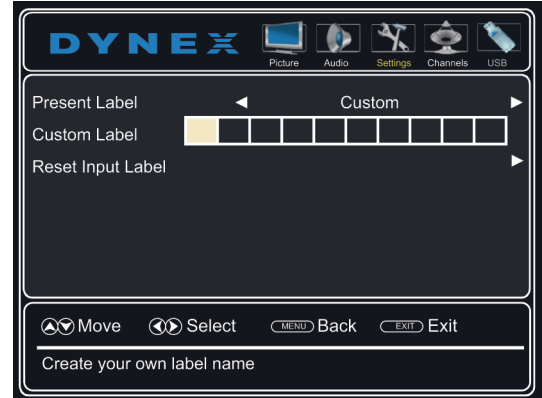 DYNEX
Picture Audio Settings Channels USB
Present Label Custom
Custom Label
Reset Input Label
Move Select MENU Back EXIT Exit
Create your own label name